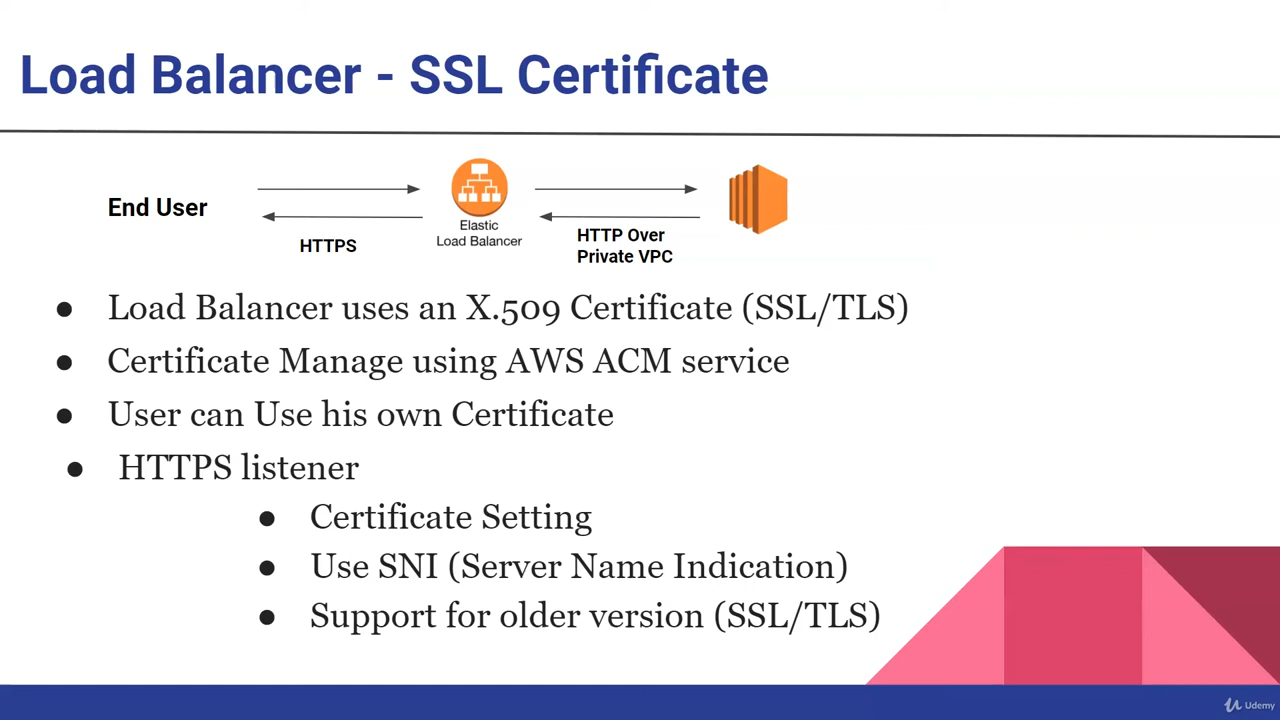 Load Balancer - SSL Certificate
End User
HTTPS
Elastic
Load Balancer
HTTP Over
Private VPC
● Load Balancer uses an X.509 Certificate (SSL/TLS)
● Certificate Manage using AWS ACM service
● User can Use his own Certificate
● HTTPS listener
● Certificate Setting
● Use SNI (Server Name Indication)
● Support for older version (SSL/TLS)
Udemy